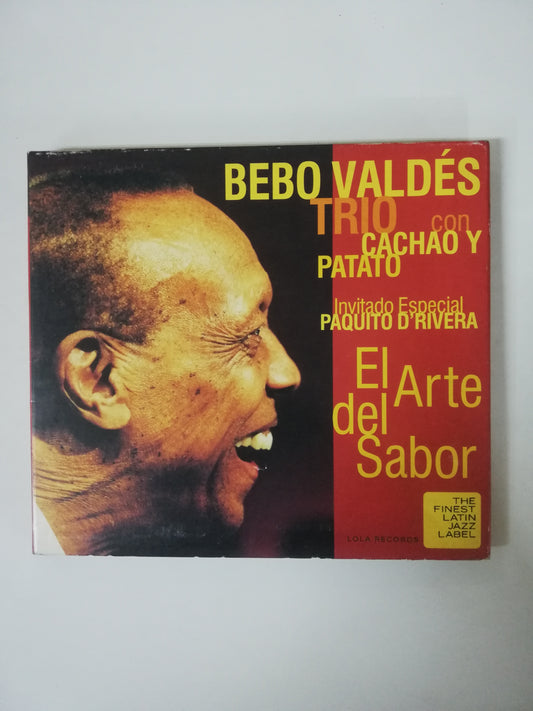 BEBO VALDÉS
TRIO con
CACHAO Y
PATATO
Invitado Especial
PAQUITO D'RIVERA
El Arte
del
Sabor
LOLA RECORDS
THE
FINEST
LATIN
JAZZ
LABEL